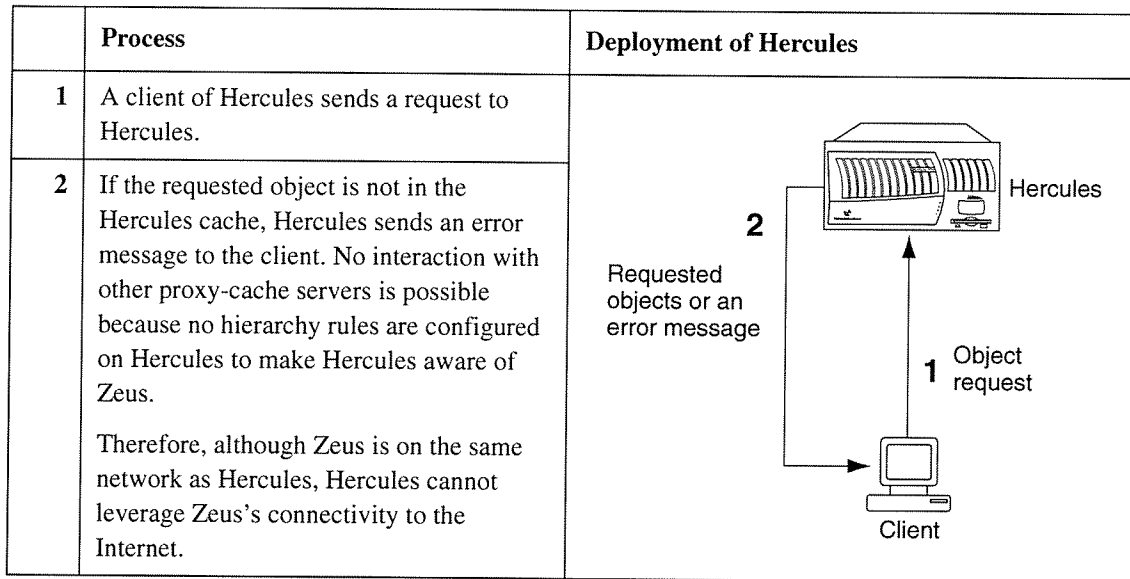 Process
Deployment of Hercules
1
A client of Hercules sends a request to
Hercules.
2
If the requested object is not in the
Hercules cache, Hercules sends an error
message to the client. No interaction with
other proxy-cache servers is possible
because no hierarchy rules are configured
on Hercules to make Hercules aware of
Zeus.
Therefore, although Zeus is on the same
network as Hercules, Hercules cannot
leverage Zeus's connectivity to the
Internet.
Hercules
2
Requested
objects or an
error message
1
Object
request
Client